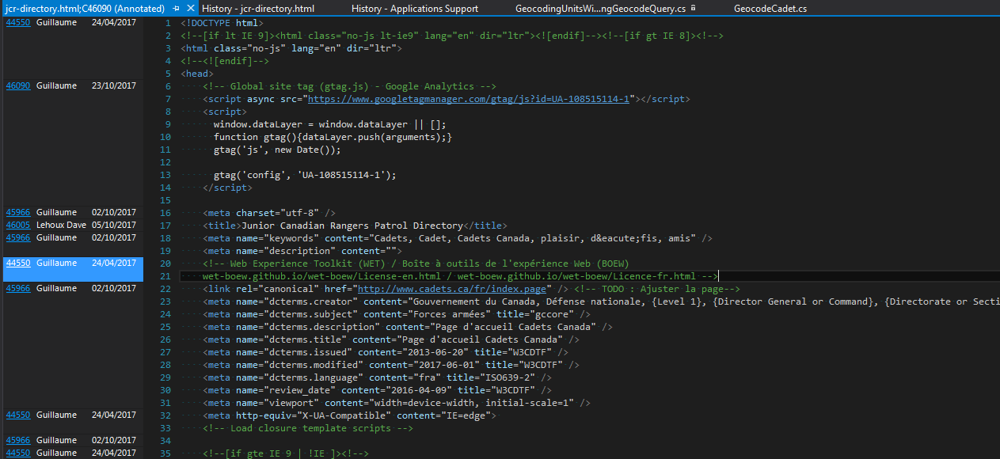 jcr-directory.html;C46090 (Annotated) History - jcr-directory.html History - Applications Support GeocodingUnitsWi...ngGeocodeQuery.cs GeocodeCadet.cs
44550 Guillaume 24/04/2017 1 <!DOCTYPE html>
2 <!--[if lt IE 9]><html class="no-js lt-ie9" lang="en" dir="ltr"><![endif]--><!--[if gt IE 8]><!-->
3 <html class="no-js" lang="en" dir="ltr">
4 <!--<![endif]-->
5 <head>
46090 Guillaume 23/10/2017 6 <!-- Global site tag (gtag.js) - Google Analytics -->
7 <script async src="https://www.googletagmanager.com/gtag/js?id=UA-108515114-1"></script>
8 <script>
9 window.dataLayer = window.dataLayer || [];
10 function gtag(){dataLayer.push(arguments);}
11 gtag('js', new Date());
12
13 gtag('config', 'UA-108515114-1');
14 </script>
15
45966 Guillaume 02/10/2017 16 <meta charset="utf-8" />
46005 Lehoux Dave 05/10/2017 17 <title>Junior Canadian Rangers Patrol Directory</title>
45966 Guillaume 02/10/2017 18 <meta name="keywords" content="Cadets, Cadet, Cadets Canada, plaisir, d&eacute;fis, amis" />
19 <meta name="description" content="">
44550 Guillaume 24/04/2017 20 <!-- Web Experience Toolkit (WET) / Boîte à outils de l'expérience Web (BOEW)
21 wet-boew.github.io/wet-boew/License-en.html / wet-boew.github.io/wet-boew/Licence-fr.html -->
45966 Guillaume 02/10/2017 22 <link rel="canonical" href="http://www.cadets.ca/fr/index.page" /> <!-- TODO : Ajuster la page-->
23 <meta name="dcterms.creator" content="Gouvernement du Canada, Défense nationale, {Level 1}, {Director General or Command}, {Directorate or Secti
24 <meta name="dcterms.subject" content="Forces armées" title="gccore" />
25 <meta name="dcterms.description" content="Page d'accueil Cadets Canada" />
26 <meta name="dcterms.title" content="Page d'accueil Cadets Canada" />
27 <meta name="dcterms.issued" content="2013-06-20" title="W3CDTF" />
28 <meta name="dcterms.modified" content="2017-06-01" title="W3CDTF" />
29 <meta name="dcterms.language" content="fra" title="ISO639-2" />
30 <meta name="review_date" content="2016-04-09" title="W3CDTF" />
31 <meta name="viewport" content="width=device-width, initial-scale=1" />
44550 Guillaume 24/04/2017 32 <meta http-equiv="X-UA-Compatible" content="IE=edge">
33 <!-- Load closure template scripts -->
45966 Guillaume 02/10/2017 34
44550 Guillaume 24/04/2017 35 <!--[if gte IE 9 | !IE ]><!-->